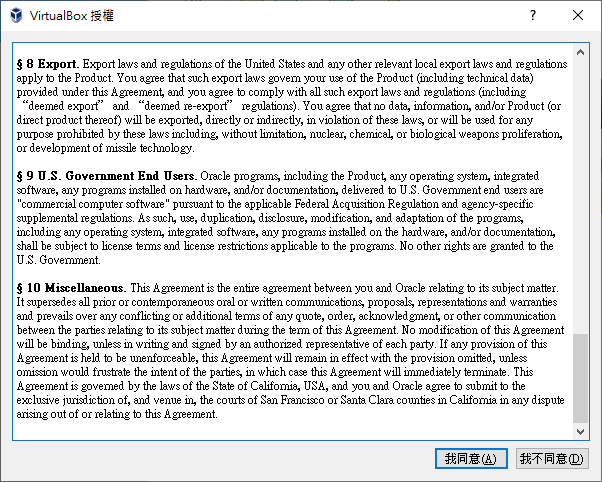 VirtualBox 授權
§ 8 Export. Export laws and regulations of the United States and any other relevant local export laws and regulations
apply to the Product. You agree that such export laws govern your use of the Product (including technical data)
provided under this Agreement, and you agree to comply with all such export laws and regulations (including
“deemed export” and “deemed re-export” regulations). You agree that no data, information, and/or Product (or
direct product thereof) will be exported, directly or indirectly, in violation of these laws, or will be used for any
purpose prohibited by these laws including, without limitation, nuclear, chemical, or biological weapons proliferation,
or development of missile technology.
§ 9 U.S. Government End Users. Oracle programs, including the Product, any operating system, integrated
software, any programs installed on hardware, and/or documentation, delivered to U.S. Government end users are
"commercial computer software" pursuant to the applicable Federal Acquisition Regulation and agency-specific
supplemental regulations. As such, use, duplication, disclosure, modification, and adaptation of the programs,
including any operating system, integrated software, any programs installed on the hardware, and/or documentation,
shall be subject to license terms and license restrictions applicable to the programs. No other rights are granted to the
U.S. Government.
§ 10 Miscellaneous. This Agreement is the entire agreement between you and Oracle relating to its subject matter.
It supersedes all prior or contemporaneous oral or written communications, proposals, representations and warranties
and prevails over any conflicting or additional terms of any quote, order, acknowledgment, or other communication
between the parties relating to its subject matter during the term of this Agreement. No modification of this Agreement
will be binding, unless in writing and signed by an authorized representative of each party. If any provision of this
Agreement is held to be unenforceable, this Agreement will remain in effect with the provision omitted, unless
omission would frustrate the intent of the parties, in which case this Agreement will immediately terminate. This
Agreement is governed by the laws of the State of California, USA, and you and Oracle agree to submit to the
exclusive jurisdiction of, and venue in, the courts of San Francisco or Santa Clara counties in California in any dispute
arising out of or relating to this Agreement.
我同意(A) 我不同意(D)